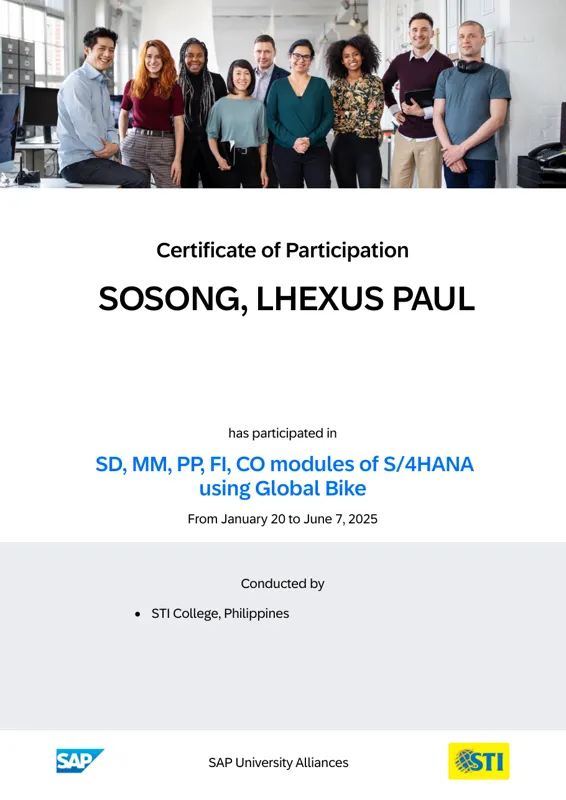 Certificate of Participation
SOSONG, LHEXUS PAUL
has participated in
SD, MM, PP, FI, CO modules of S/4HANA
using Global Bike
From January 20 to June 7, 2025
Conducted by
• STI College, Philippines
SAP
SAP University Alliances
STI